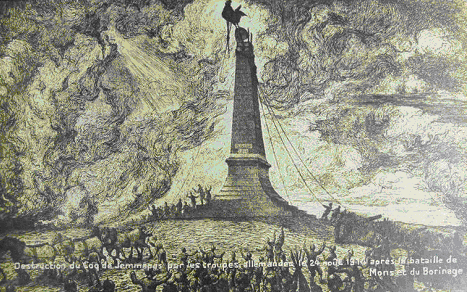 Destruction du Coq de Jemmapes par les troupes allemandes le 24 août 1914 après la bataille de
Mons et du Borinage